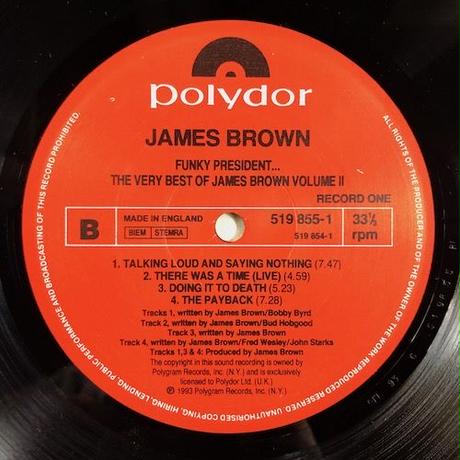 polydor
JAMES BROWN
FUNKY PRESIDENT...
THE VERY BEST OF JAMES BROWN VOLUME II
RECORD ONE
B
MADE IN ENGLAND
BIEM STEMRA
519 855-1
519 854-1
33⅓
rpm
1. TALKING LOUD AND SAYING NOTHING (7.47)
2. THERE WAS A TIME (LIVE) (4.59)
3. DOING IT TO DEATH (5.23)
4. THE PAYBACK (7.28)
Tracks 1, written by James Brown/Bobby Byrd
Track 2, written by James Brown/Bud Hobgood
Track 3, written by James Brown
Track 4, written by James Brown/Fred Wesley/John Starks
Tracks 1,3 & 4: Produced by James Brown
The copyright in this sound recording is owned by
Polygram Records, Inc. (N.Y.) and is exclusively
licensed to Polydor Ltd. (U.K.)
℗ 1993 Polygram Records, Inc. (N.Y.)
ALL RIGHTS OF THE PRODUCER AND OF THE OWNER OF THE WORK REPRODUCED RESERVED. UNAUTHORISED COPYING, HIRING, LENDING, PUBLIC PERFORMANCE AND BROADCASTING OF THIS RECORD PROHIBITED.